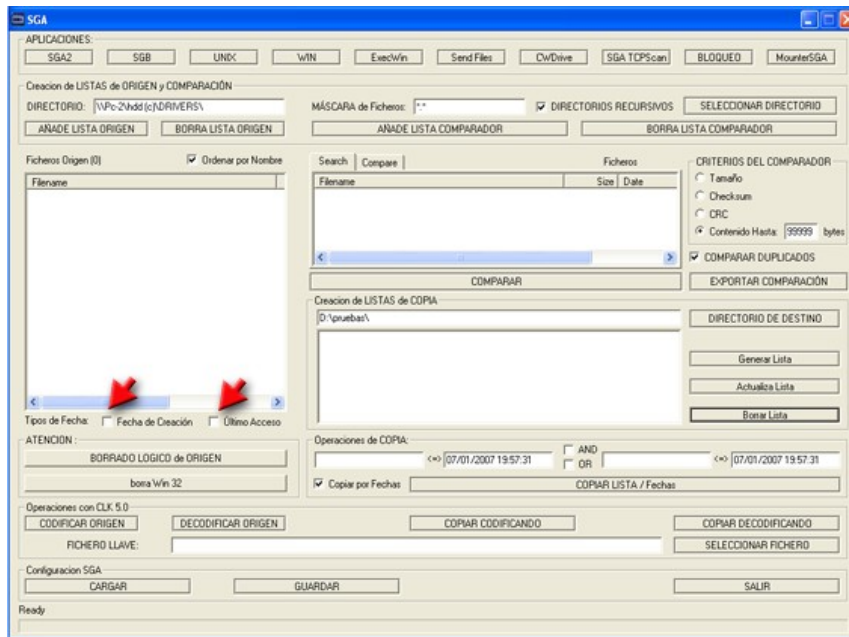 SGA
APLICACIONES:
SGA2 SGB UNIX WIN ExecWin Send Files CWDrive SGA TCPScan BLOQUEO MounterSGA
Creacion de LISTAS de ORIGEN y COMPARACIÓN
DIRECTORIO: \\Pc-2\hdd (c)\DRIVERS\ MÁSCARA de Ficheros: *.* DIRECTORIOS RECURSIVOS SELECCIONAR DIRECTORIO
AÑADE LISTA ORIGEN BORRA LISTA ORIGEN AÑADE LISTA COMPARADOR BORRA LISTA COMPARADOR
Ficheros Origen (0) Ordenar por Nombre Search Compare Ficheros CRITERIOS DEL COMPARADOR
Filename Filename Size Date Tamaño
Checksum
CRC
Contenido Hasta: 99999 bytes
COMPARAR DUPLICADOS
COMPARAR EXPORTAR COMPARACIÓN
Creacion de LISTAS de COPIA
D:\pruebas\ DIRECTORIO DE DESTINO
Generar Lista
Actualiza Lista
Borrar Lista
Tipos de Fecha: Fecha de Creación Último Acceso
ATENCION : Operaciones de COPIA:
BORRADO LOGICO de ORIGEN <=> 07/01/2007 19:57:31 AND OR <=> 07/01/2007 19:57:31
borra Win 32 Copiar por Fechas COPIAR LISTA / Fechas
Operaciones con CLK 5.0
CODIFICAR ORIGEN DECODIFICAR ORIGEN COPIAR CODIFICANDO COPIAR DECODIFICANDO
FICHERO LLAVE: SELECCIONAR FICHERO
Configuracion SGA
CARGAR GUARDAR SALIR
Ready